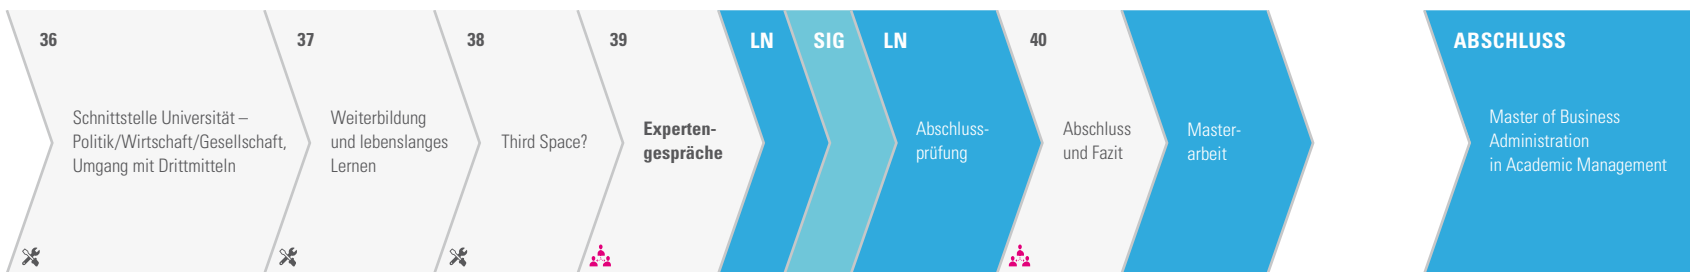 36
Schnittstelle Universität –
Politik/Wirtschaft/Gesellschaft,
Umgang mit Drittmitteln
37
Weiterbildung
und lebenslanges
Lernen
38
Third Space?
39
Experten-
gespräche
LN
SIG
LN
Abschluss-
prüfung
40
Abschluss
und Fazit
Master-
arbeit
ABSCHLUSS
Master of Business
Administration
in Academic Management